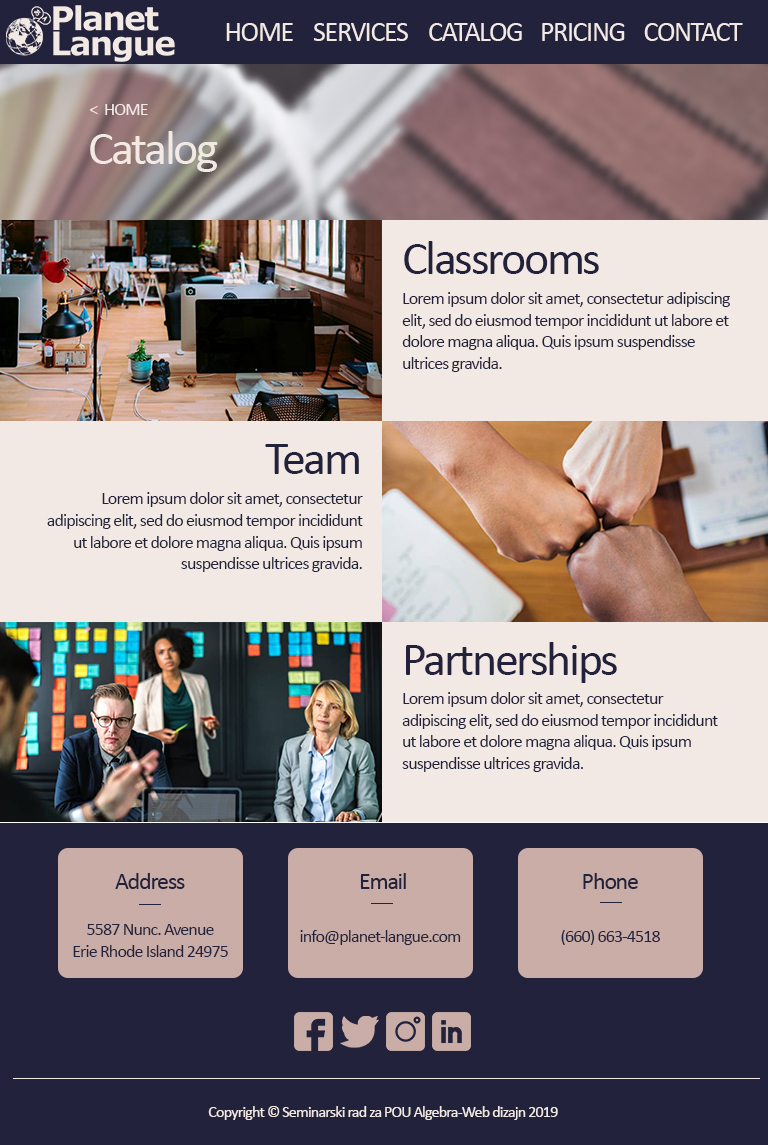 Planet
Langue
HOME SERVICES CATALOG PRICING CONTACT
< HOME
Catalog
Classrooms
Lorem ipsum dolor sit amet, consectetur adipiscing
elit, sed do eiusmod tempor incididunt ut labore et
dolore magna aliqua. Quis ipsum suspendisse
ultrices gravida.
Team
Lorem ipsum dolor sit amet, consectetur
adipiscing elit, sed do eiusmod tempor incididunt
ut labore et dolore magna aliqua. Quis ipsum
suspendisse ultrices gravida.
Partnerships
Lorem ipsum dolor sit amet, consectetur
adipiscing elit, sed do eiusmod tempor incididunt
ut labore et dolore magna aliqua. Quis ipsum
suspendisse ultrices gravida.
Address
5587 Nunc. Avenue
Erie Rhode Island 24975
Email
info@planet-langue.com
Phone
(660) 663-4518
Copyright © Seminarski rad za POU Algebra-Web dizajn 2019